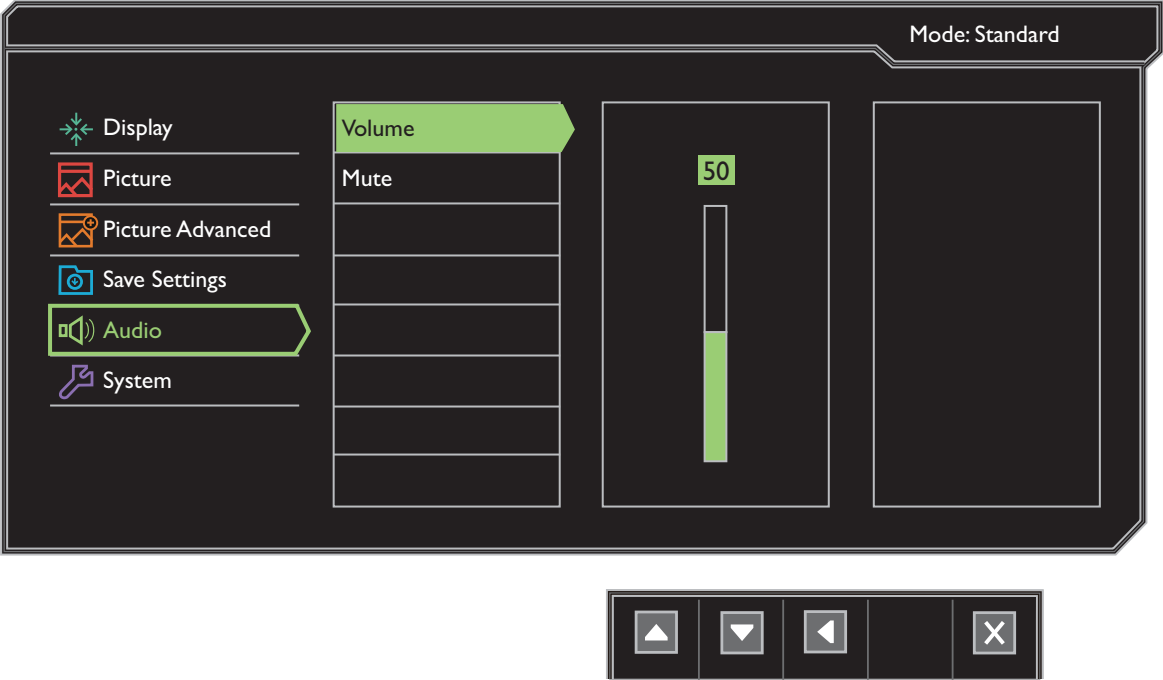 Mode: Standard
Display
Picture
Picture Advanced
Save Settings
Audio
System
Volume
Mute
50